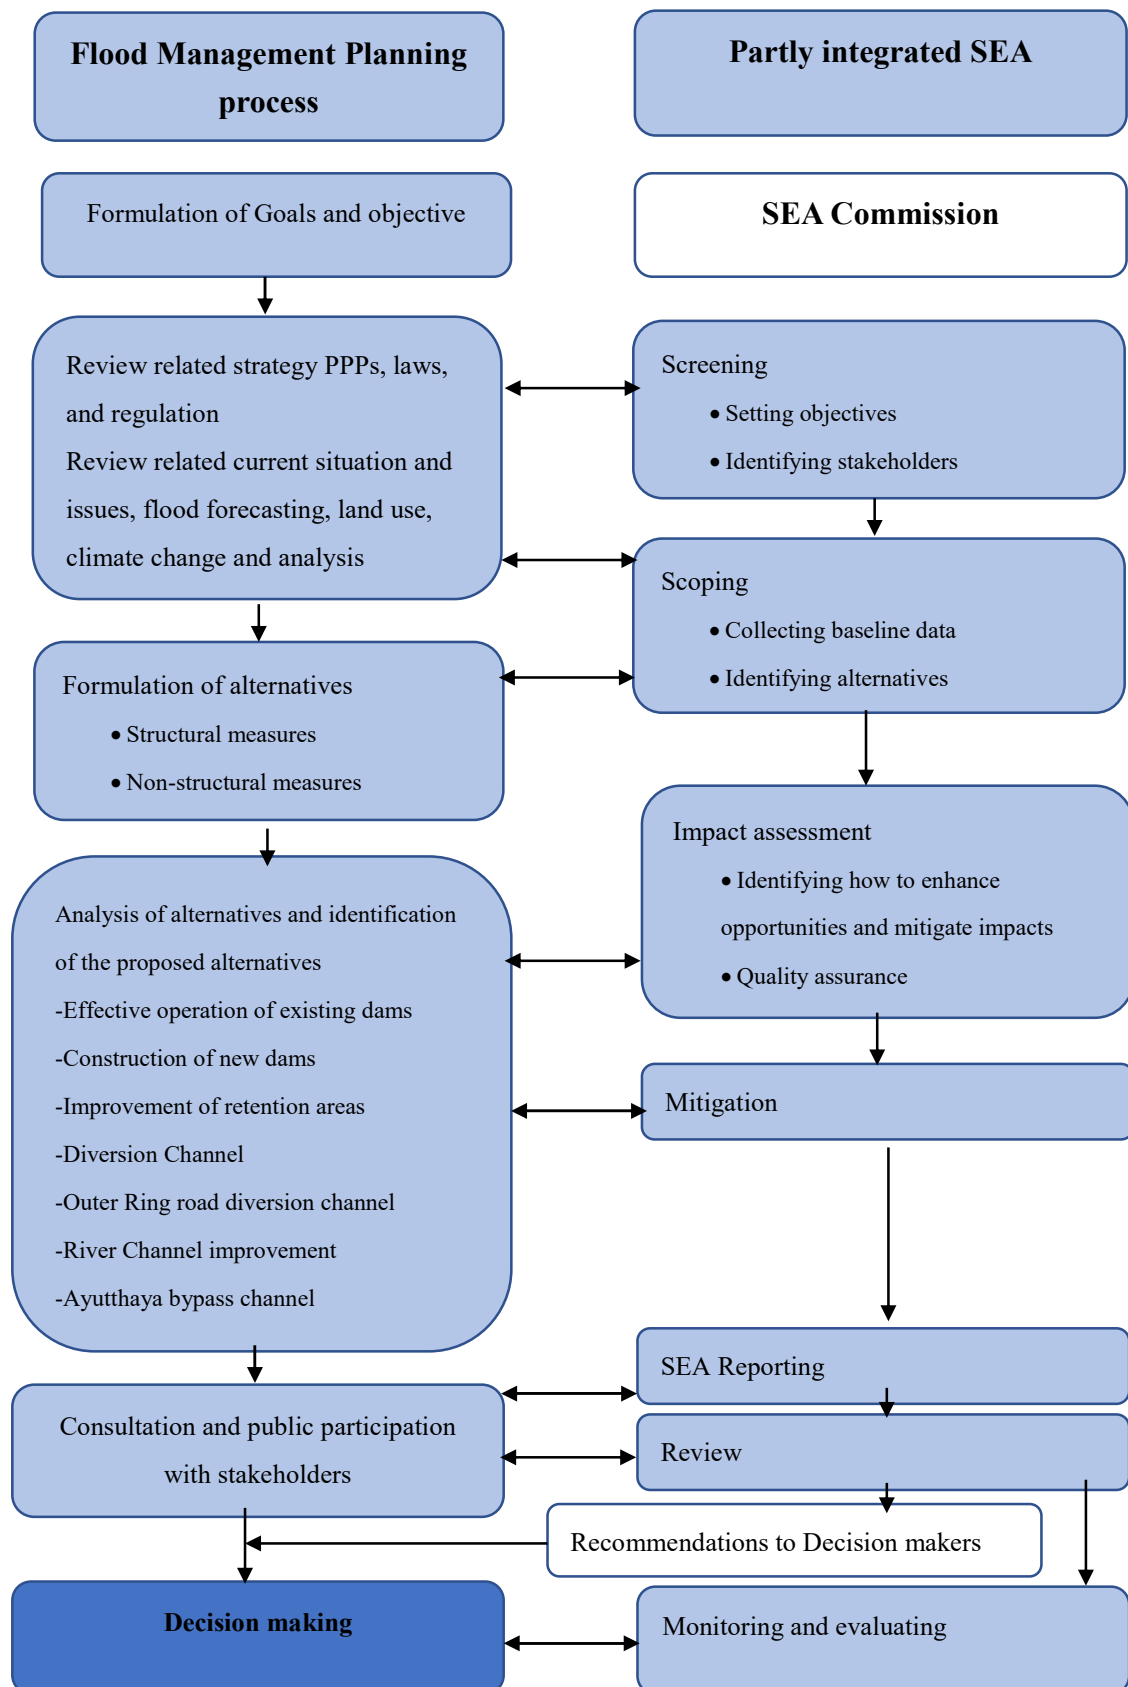 Flood Management Planning
process
Partly integrated SEA
Formulation of Goals and objective
SEA Commission
Review related strategy PPPs, laws,
and regulation
Review related current situation and
issues, flood forecasting, land use,
climate change and analysis
Screening
• Setting objectives
• Identifying stakeholders
Scoping
• Collecting baseline data
• Identifying alternatives
Formulation of alternatives
• Structural measures
• Non-structural measures
Impact assessment
• Identifying how to enhance
opportunities and mitigate impacts
• Quality assurance
Analysis of alternatives and identification
of the proposed alternatives
-Effective operation of existing dams
-Construction of new dams
-Improvement of retention areas
-Diversion Channel
-Outer Ring road diversion channel
-River Channel improvement
-Ayutthaya bypass channel
Mitigation
SEA Reporting
Consultation and public participation
with stakeholders
Review
Recommendations to Decision makers
Decision making
Monitoring and evaluating